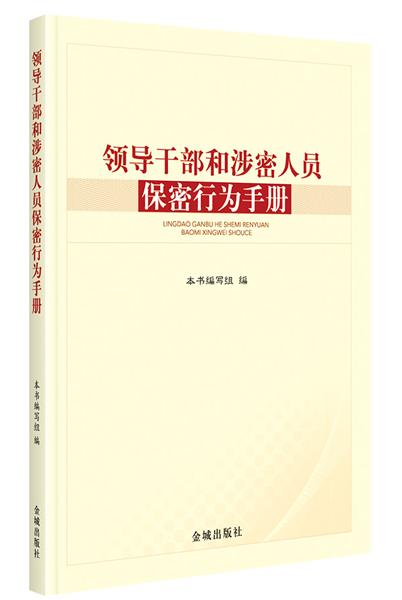 领导干部和涉密人员保密行为手册
本书编写组 编
金城出版社
领导干部和涉密人员
保密行为手册
LINGDAO GANBU HE SHEMI RENYUAN
BAOMI XINGWEI SHOUCE
本书编写组 编
金城出版社